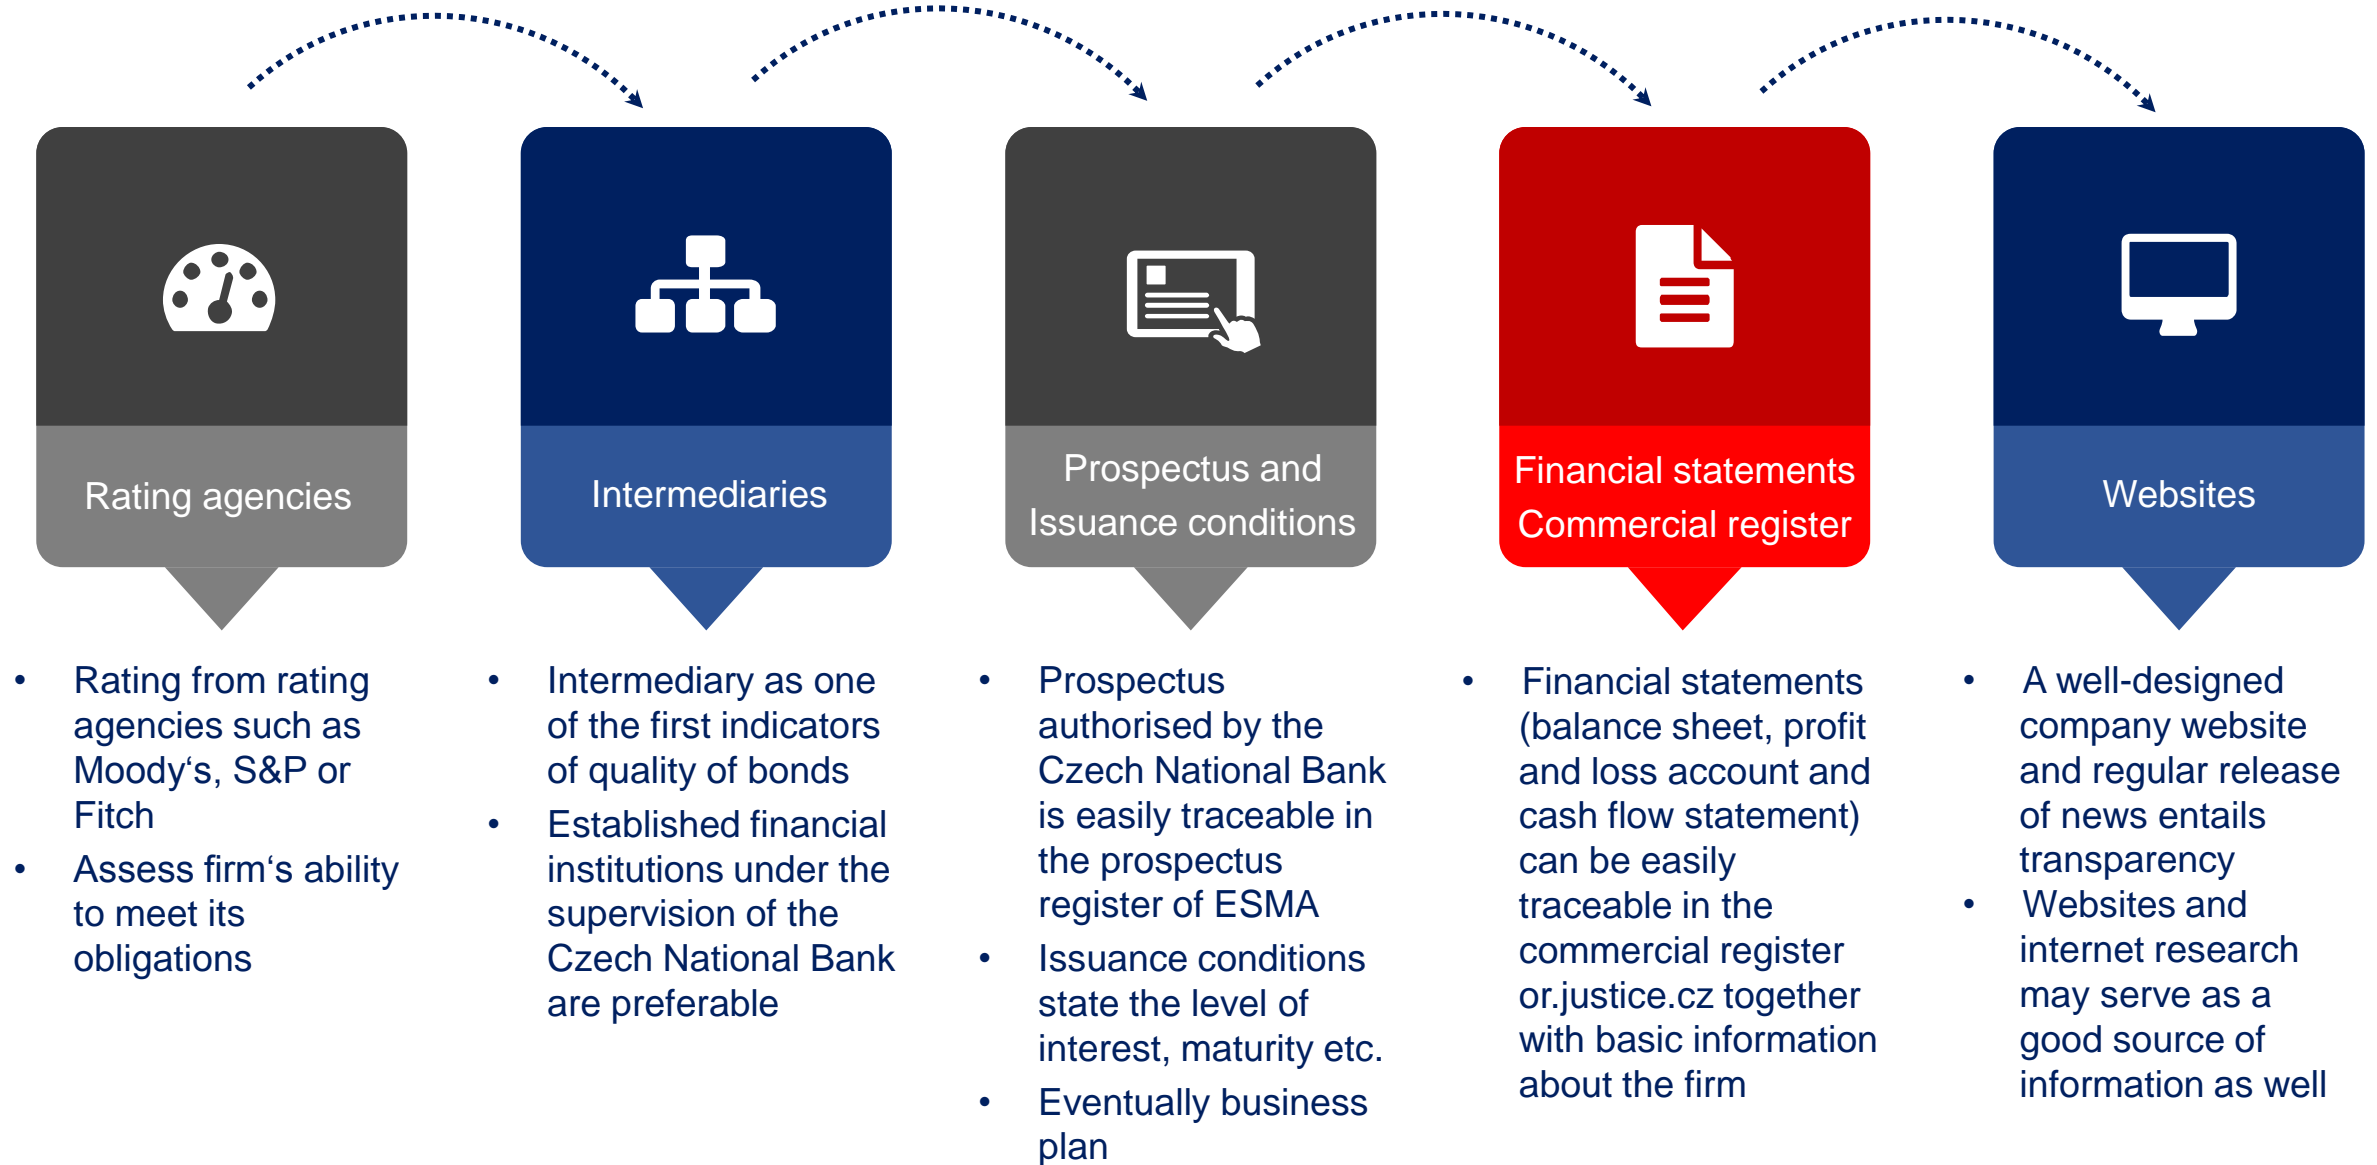 Rating agencies
Intermediaries
Prospectus and
Issuance conditions
Financial statements
Commercial register
Websites
• Rating from rating
agencies such as
Moody‘s, S&P or
Fitch
• Assess firm‘s ability
to meet its
obligations
• Intermediary as one
of the first indicators
of quality of bonds
• Established financial
institutions under the
supervision of the
Czech National Bank
are preferable
• Prospectus
authorised by the
Czech National Bank
is easily traceable in
the prospectus
register of ESMA
• Issuance conditions
state the level of
interest, maturity etc.
• Eventually business
plan
• Financial statements
(balance sheet, profit
and loss account and
cash flow statement)
can be easily
traceable in the
commercial register
or.justice.cz together
with basic information
about the firm
• A well-designed
company website
and regular release
of news entails
transparency
• Websites and
internet research
may serve as a
good source of
information as well